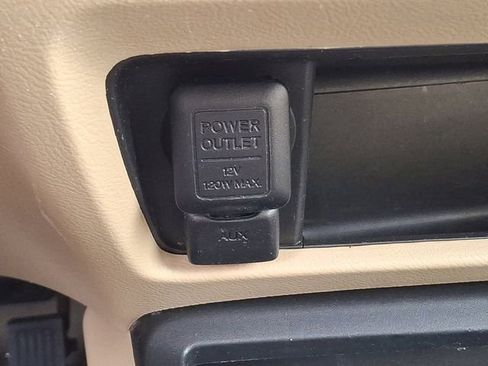 POWER
OUTLET
12V
120W MAX.
AUX